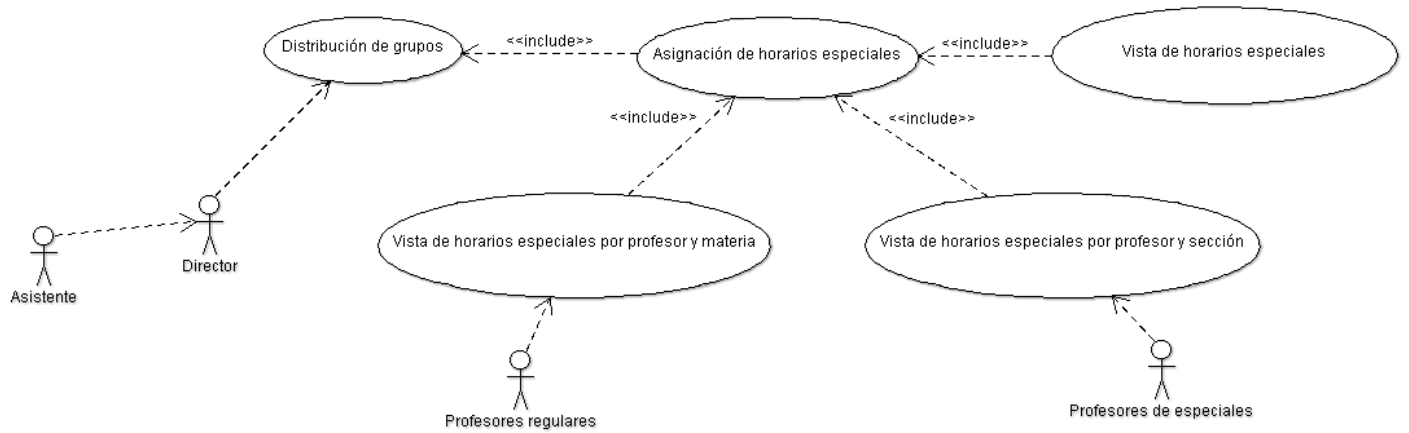 Distribución de grupos
<<include>>
Asignación de horarios especiales
<<include>>
Vista de horarios especiales
<<include>>
<<include>>
Vista de horarios especiales por profesor y materia
Vista de horarios especiales por profesor y sección
Director
Asistente
Profesores regulares
Profesores de especiales